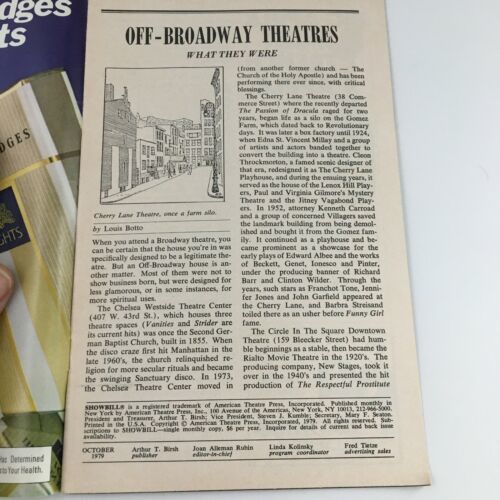 dges
ts
DGES
GHTS
Has Determined
to Your Health.
OFF-BROADWAY THEATRES
WHAT THEY WERE
Cherry Lane Theatre, once a farm silo.
by Louis Botto
When you attend a Broadway theatre, you
can be certain that the house you're in was
specifically designed to be a legitimate the-
atre. But an Off-Broadway house is an-
other matter. Most of them were not to
show business born, but were designed for
less glamorous, or in some instances, for
more spiritual uses.
The Chelsea Westside Theatre Center
(407 W. 43rd St.), which houses three
theatre spaces (Vanities and Strider are
its current hits) was once the Second Ger-
man Baptist Church, built in 1855. When
the disco craze first hit Manhattan in the
late 1960's, the church relinquished re-
ligion for more secular rituals and became
the swinging Sanctuary disco. In 1973,
the Chelsea Theatre Center moved in
(from another former church — The
Church of the Holy Apostle) and has been
performing there ever since, with critical
blessings.
The Cherry Lane Theatre (38 Com-
merce Street) where the recently departed
The Passion of Dracula raged for two
years, began life as a silo on the Gomez
Farm, which dated back to Revolutionary
days. It was later a box factory until 1924,
when Edna St. Vincent Millay and a group
of artists and actors banded together to
convert the building into a theatre. Cleon
Throckmorton, a famed scenic designer of
that era, redesigned it as The Cherry Lane
Playhouse, and during the ensuing years, it
served as the house of the Lenox Hill Play-
ers, Paul and Virginia Gilmore's Mystery
Theatre and the Jitney Vagabond Play-
ers. In 1952, attorney Kenneth Carroad
and a group of concerned Villagers saved
the landmark building from being demol-
ished and bought it from the Gomez fam-
ily. It continued as a playhouse and be-
came prominent as a showcase for the
early plays of Edward Albee and the works
of Beckett, Genet, Ionesco and Pinter,
under the producing banner of Richard
Barr and Clinton Wilder. Through the
years, such stars as Franchot Tone, Jenni-
fer Jones and John Garfield appeared at
the Cherry Lane, and Barbra Streisand
toiled there as an usher before Funny Girl
fame.
The Circle In The Square Downtown
Theatre (159 Bleecker Street) had hum-
ble beginnings as a stable, then became the
Rialto Movie Theatre in the 1920's. The
producing company, New Stages, took it
over in the 1940's and presented the hit
production of The Respectful Prostitute
SHOWBILL® is a registered trademark of American Theatre Press, Incorporated. Published monthly in
New York by American Theatre Press, Inc., 100 Avenue of the Americas, New York, NY 10013, 212-966-5000.
President and Treasurer, Arthur T. Birsh; Vice President, Steven J. Kumble; Secretary, Mary F. Seaton.
Printed in the U.S.A. Copyright © American Theatre Press, Incorporated, 1979. All rights reserved. Sub-
scriptions to SHOWBILL—single monthly copy, $6 per year. Inquire for details of current and back issue
availability.
OCTOBER 1979 Arthur T. Birsh publisher Joan Alleman Rubin editor-in-chief Linda Kolinsky program coordinator Fred Tietze advertising sales